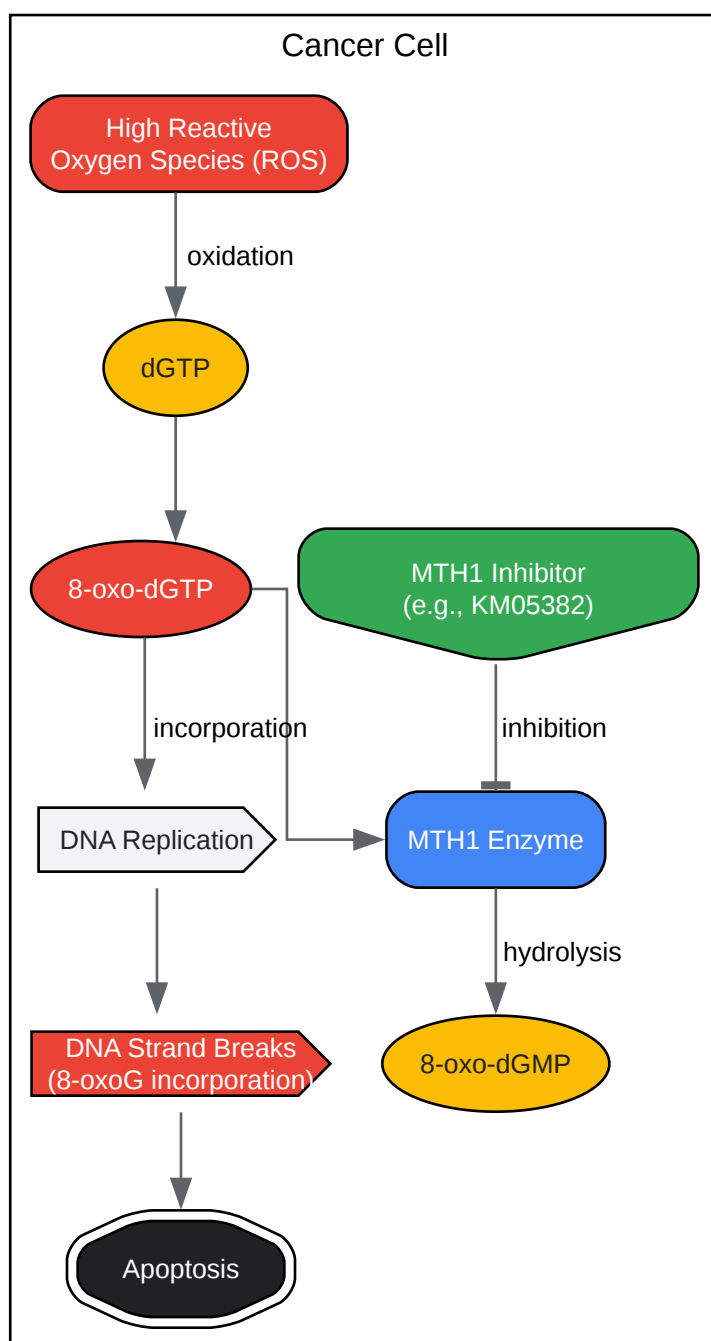 Cancer Cell
High Reactive
Oxygen Species (ROS)
oxidation
dGTP
8-oxo-dGTP
MTH1 Inhibitor
(e.g., KM05382)
incorporation
inhibition
DNA Replication
MTH1 Enzyme
hydrolysis
DNA Strand Breaks
(8-oxoG incorporation)
8-oxo-dGMP
Apoptosis